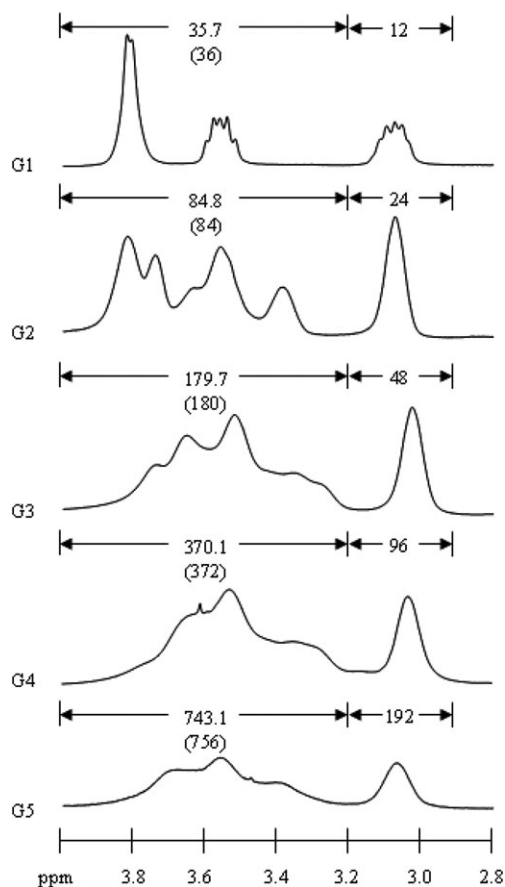 35.7 12
(36)
G1
84.8 24
(84)
G2
179.7 48
(180)
G3
370.1 96
(372)
G4
743.1 192
(756)
G5
ppm 3.8 3.6 3.4 3.2 3.0 2.8